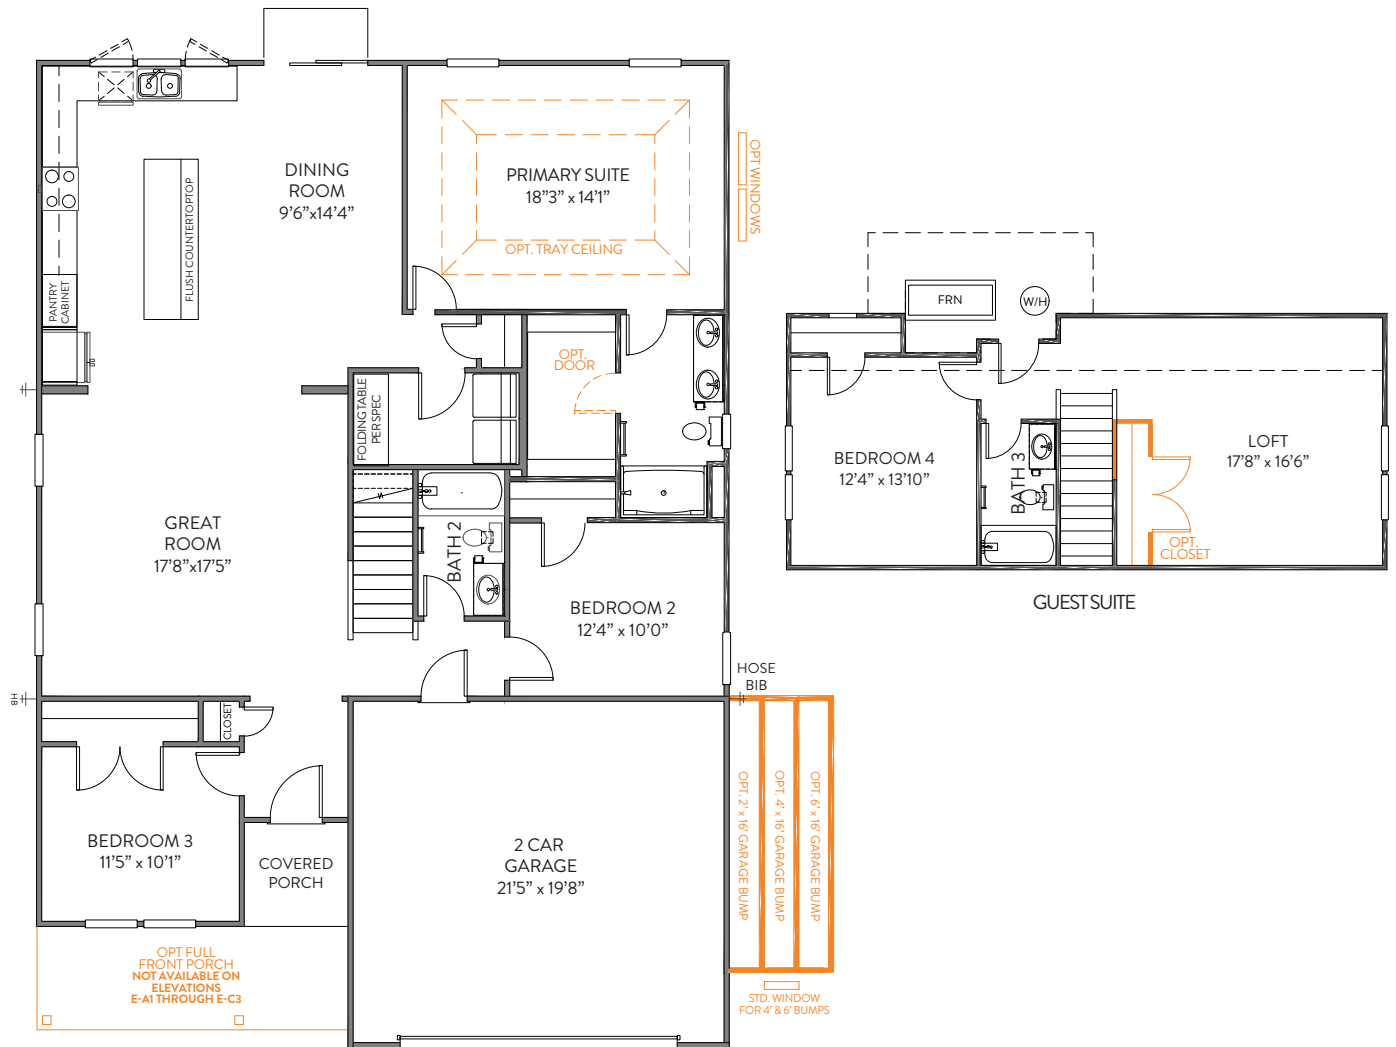 DINING
ROOM
9'6"x14'4"
PRIMARY SUITE
18"3" x 14'1"
OPT. TRAY CEILING
OPT WINDOWS
FLUSH COUNTERTOPTOP
PANTRY
CABINET
OPT.
DOOR
FOLDING TABLE
PER SPEC
GREAT
ROOM
17'8"x17'5"
BATH 2
BEDROOM 2
12'4" x 10'0"
HOSE
BIB
HB
CLOSET
BEDROOM 3
11'5" x 10'1"
COVERED
PORCH
2 CAR
GARAGE
21'5" x 19'8"
OPT. 2' x 16' GARAGE BUMP
OPT. 4' x 16' GARAGE BUMP
OPT. 6' x 16' GARAGE BUMP
STD. WINDOW
FOR 4' & 6' BUMPS
OPT FULL
FRONT PORCH
NOT AVAILABLE ON
ELEVATIONS
E-A1 THROUGH E-C3
FRN
W/H
BEDROOM 4
12'4" x 13'10"
BATH 3
LOFT
17'8" x 16'6"
OPT.
CLOSET
GUEST SUITE